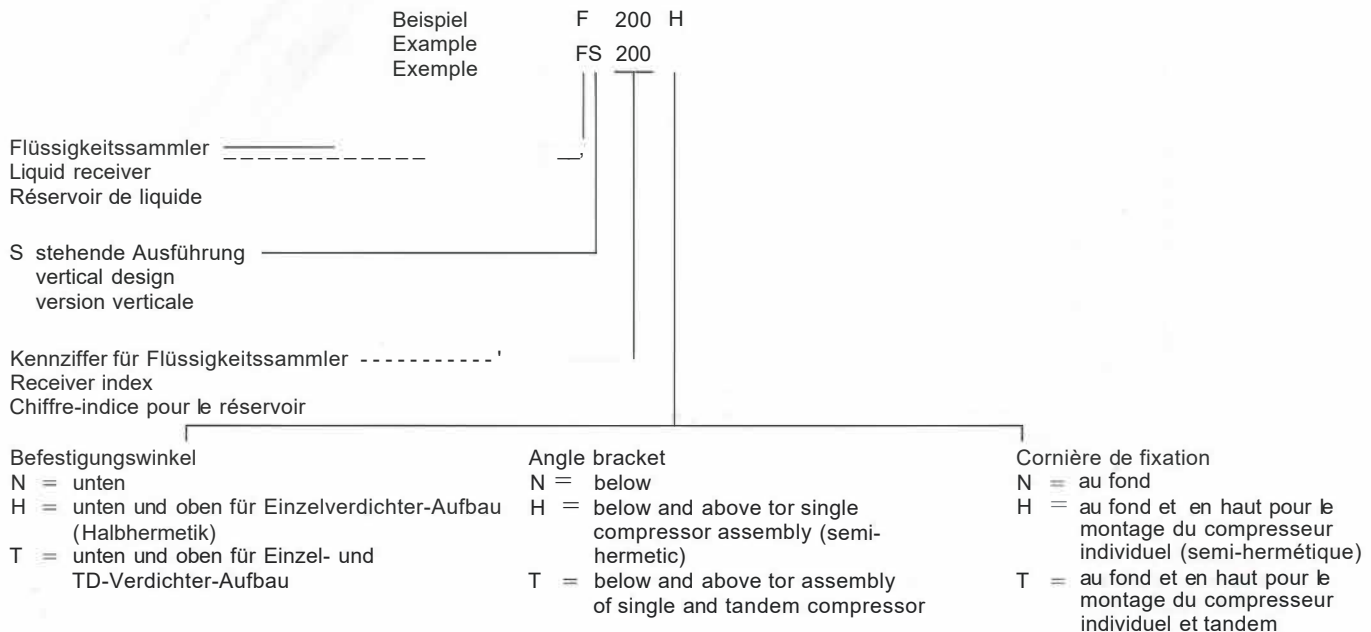 Beispiel F 200 H
Example FS 200
Exemple
Flüssigkeitssammler
Liquid receiver
Réservoir de liquide
S stehende Ausführung
vertical design
version verticale
Kennziffer für Flüssigkeitssammler
Receiver index
Chiffre-indice pour le réservoir
Befestigungswinkel
N = unten
H = unten und oben für Einzelverdichter-Aufbau
(Halbhermetik)
T = unten und oben für Einzel- und
TD-Verdichter-Aufbau
Angle bracket
N = below
H = below and above tor single
compressor assembly (semi-
hermetic)
T = below and above tor assembly
of single and tandem compressor
Cornière de fixation
N = au fond
H = au fond et en haut pour le
montage du compresseur
individuel (semi-hermétique)
T = au fond et en haut pour le
montage du compresseur
individuel et tandem